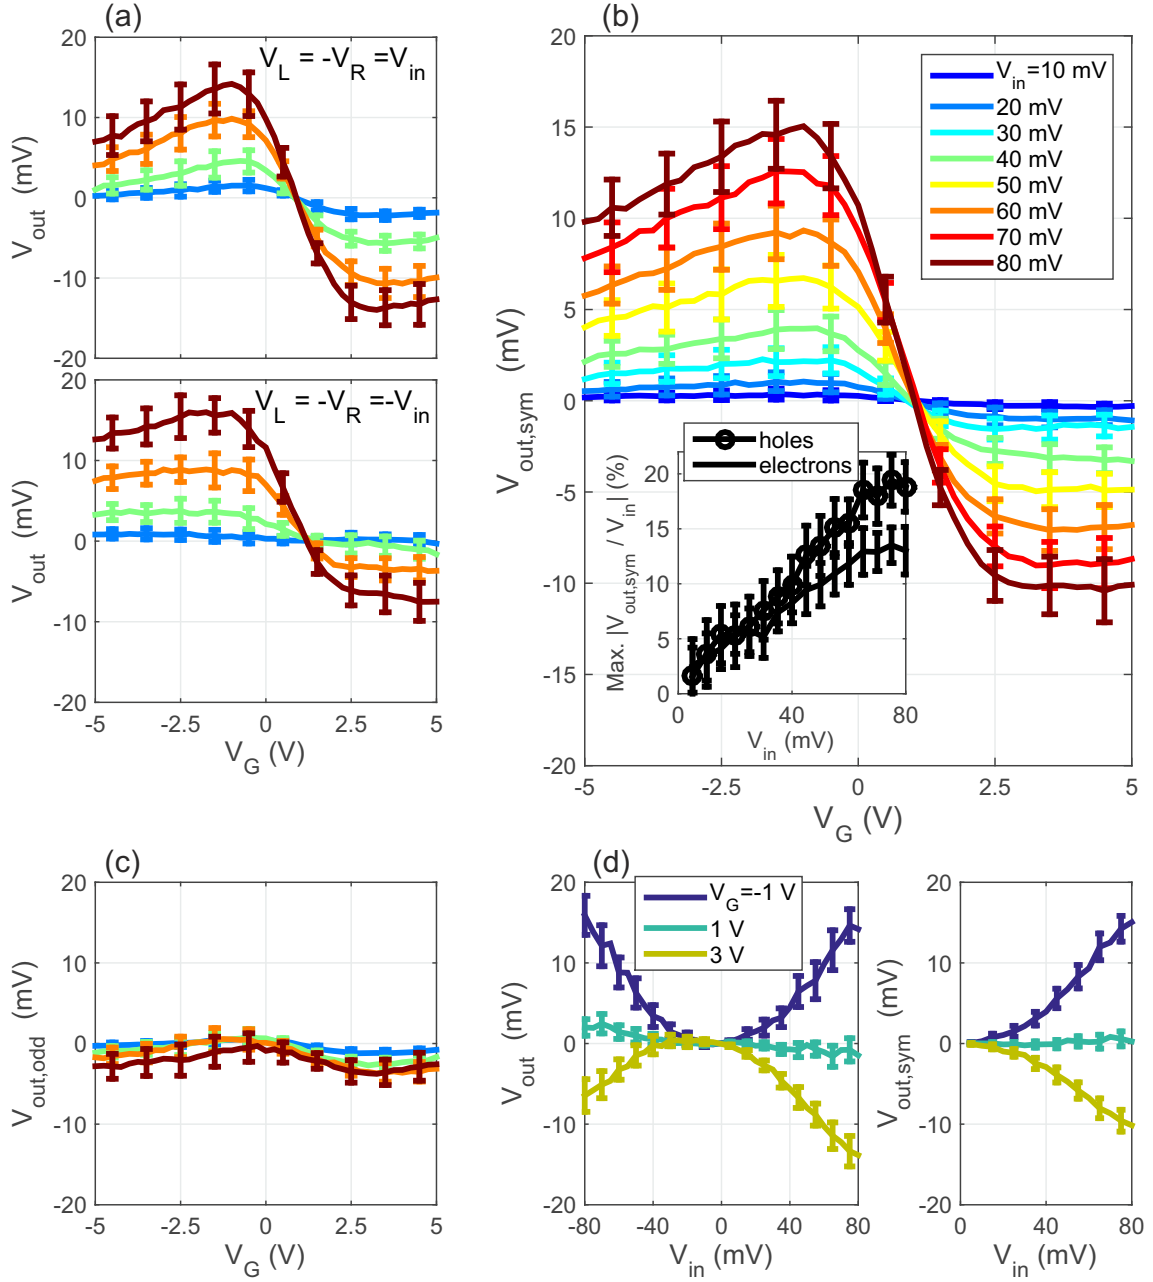 (a)
20
10
0
-10
-20
V_out (mV)
V_L = -V_R =V_in
20
10
0
-10
-20
V_out (mV)
V_L = -V_R =-V_in
-5
-2.5
0
2.5
5
V_G (V)
(b)
20
15
10
5
0
-5
-10
-15
-20
V_out,sym (mV)
V_in=10 mV
20 mV
30 mV
40 mV
50 mV
60 mV
70 mV
80 mV
holes
electrons
20
15
10
5
0
Max. |V_out,sym / V_in| (%)
0
40
80
V_in (mV)
-5
-2.5
0
2.5
5
V_G (V)
(c)
20
10
0
-10
-20
V_out,odd (mV)
-5
-2.5
0
2.5
5
V_G (V)
(d)
20
10
0
-10
-20
V_out (mV)
V_G=-1 V
1 V
3 V
-80
-40
0
40
80
V_in (mV)
20
10
0
-10
-20
V_out,sym (mV)
0
40
80
V_in (mV)